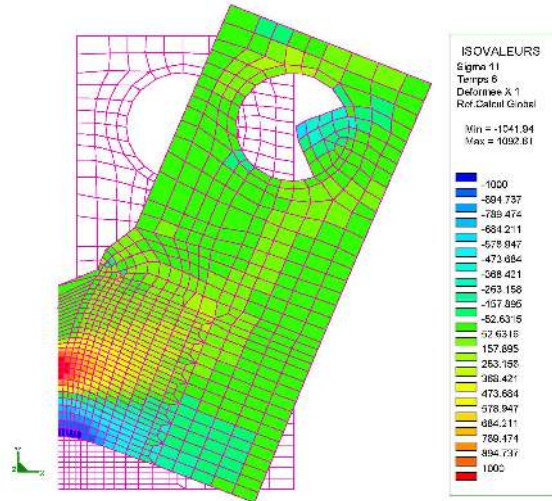 ISOVALEURS
Sigma 11
Temps 6
Deformee X 1
Ref.Calcul Global
Min = -1041.94
Max = 1092.61
-1000
-894.737
-789.474
-684.211
-578.947
-473.684
-368.421
-263.158
-157.895
-52.6315
52.6316
157.895
263.158
368.421
473.684
578.947
684.211
789.474
894.737
1000